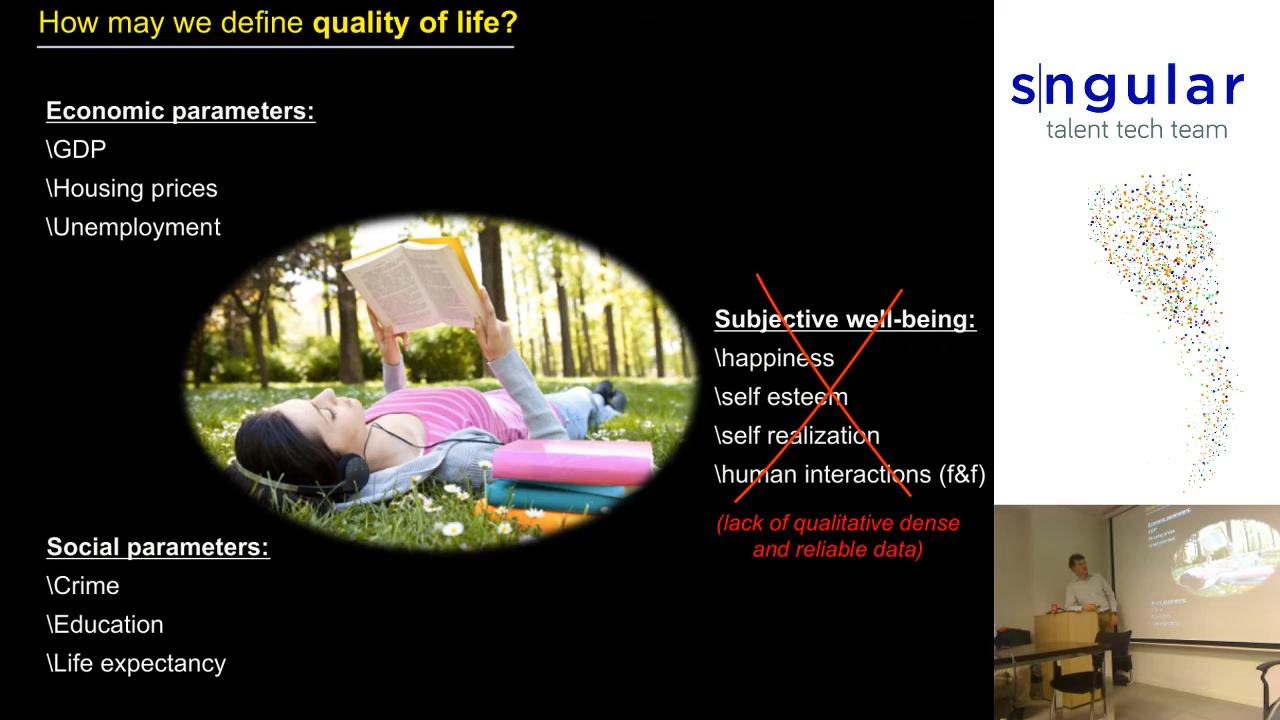 How may we define quality of life?
Economic parameters:
\GDP
\Housing prices
\Unemployment
Subjective well-being:
\happiness
\self esteem
\self realization
\human interactions (f&f)
(lack of qualitative dense
and reliable data)
Social parameters:
\Crime
\Education
\Life expectancy
s|ngular
talent tech team